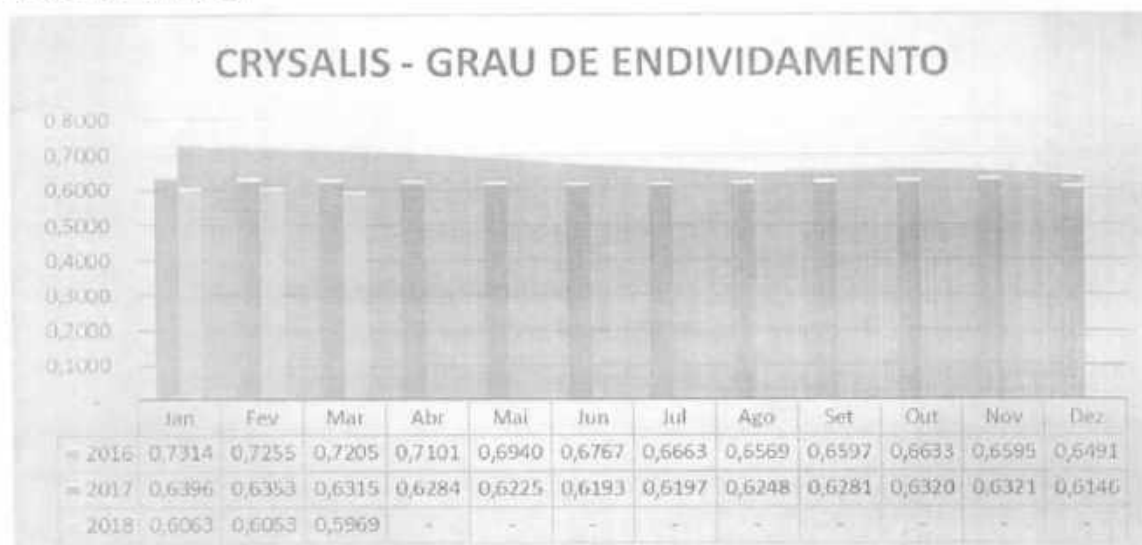 CRYSALIS - GRAU DE ENDIVIDAMENTO
0,8000
0,7000
0,6000
0,5000
0,4000
0,3000
0,2000
0,1000
-
Jan Fev Mar Abr Mai Jun Jul Ago Set Out Nov Dez
2016 0,7314 0,7255 0,7205 0,7101 0,6940 0,6767 0,6663 0,6569 0,6597 0,6633 0,6595 0,6491
2017 0,6396 0,6353 0,6315 0,6284 0,6225 0,6193 0,6197 0,6248 0,6281 0,6320 0,6321 0,6146
2018 0,6063 0,6053 0,5969 - - - - - - - - -